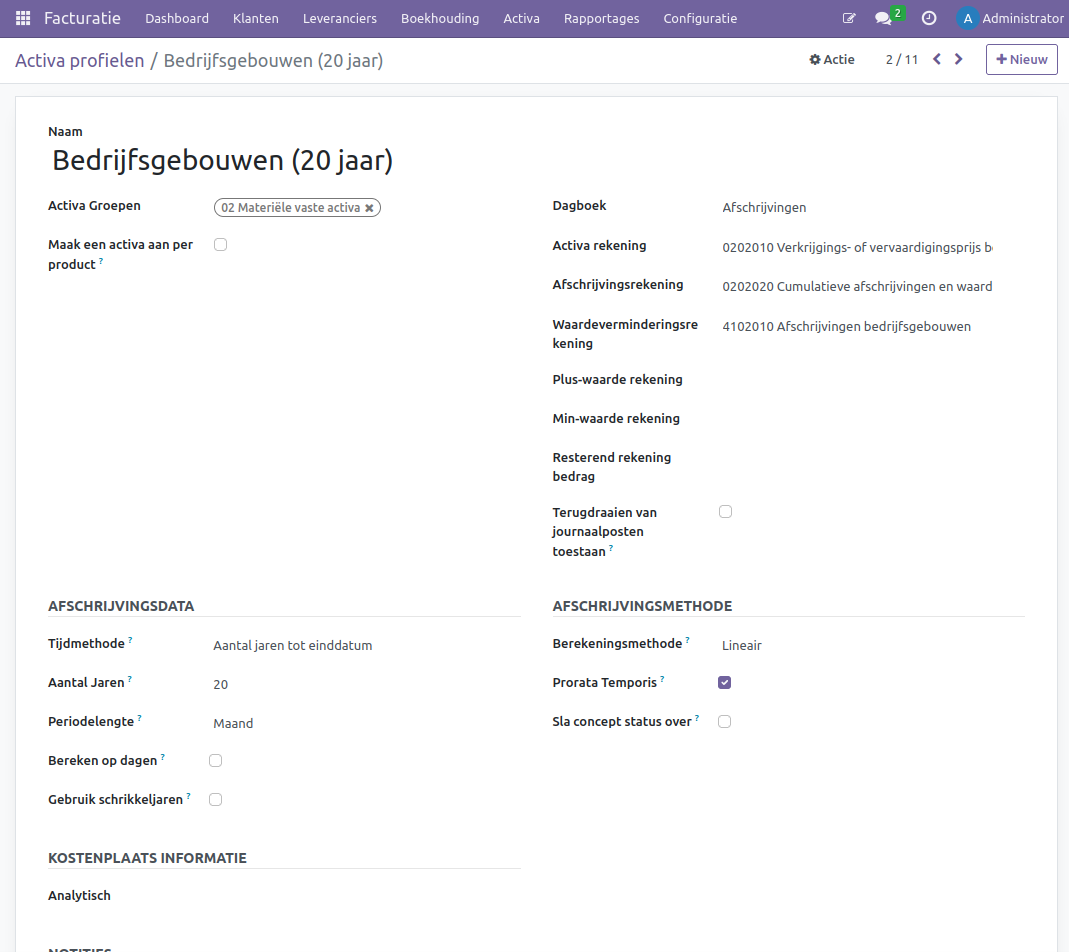 Facturatie Dashboard Klanten Leveranciers Boekhouding Activa Rapportages Configuratie 2 A Administrator
Activa profielen / Bedrijfsgebouwen (20 jaar) Actie 2 / 11 Nieuw
Naam
Bedrijfsgebouwen (20 jaar)
Activa Groepen 02 Materiële vaste activa
Maak een activa aan per
product ?
Dagboek Afschrijvingen
Activa rekening 0202010 Verkrijgings- of vervaardigingsprijs b
Afschrijvingsrekening 0202020 Cumulatieve afschrijvingen en waard
Waardeverminderingsre 4102010 Afschrijvingen bedrijfsgebouwen
kening
Plus-waarde rekening
Min-waarde rekening
Resterend rekening
bedrag
Terugdraaien van
journaalposten
toestaan ?
AFSCHRIJVINGSDATA
Tijdmethode ? Aantal jaren tot einddatum
Aantal Jaren ? 20
Periodelengte ? Maand
Bereken op dagen ?
Gebruik schrikkeljaren ?
AFSCHRIJVINGSMETHODE
Berekeningsmethode ? Lineair
Prorata Temporis ?
Sla concept status over ?
KOSTENPLAATS INFORMATIE
Analytisch
NOTITIES